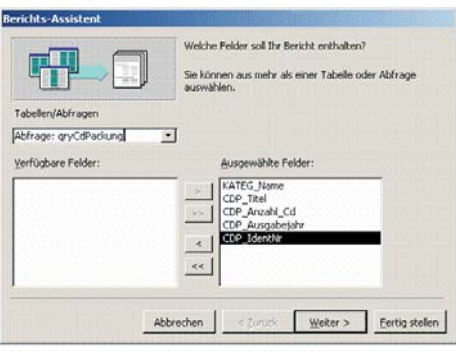 Berichts-Assistent
Welche Felder soll Ihr Bericht enthalten?
Sie können aus mehr als einer Tabelle oder Abfrage
auswählen.
Tabellen/Abfragen
Abfrage: qryCdPackung
Verfügbare Felder:
Ausgewählte Felder:
KATEG_Name
CDP_Titel
CDP_Anzahl_Cd
CDP_Ausgabejahr
CDP_IdentNr
>
>>
<
<<
Abbrechen
< Zurück
Weiter >
Fertig stellen